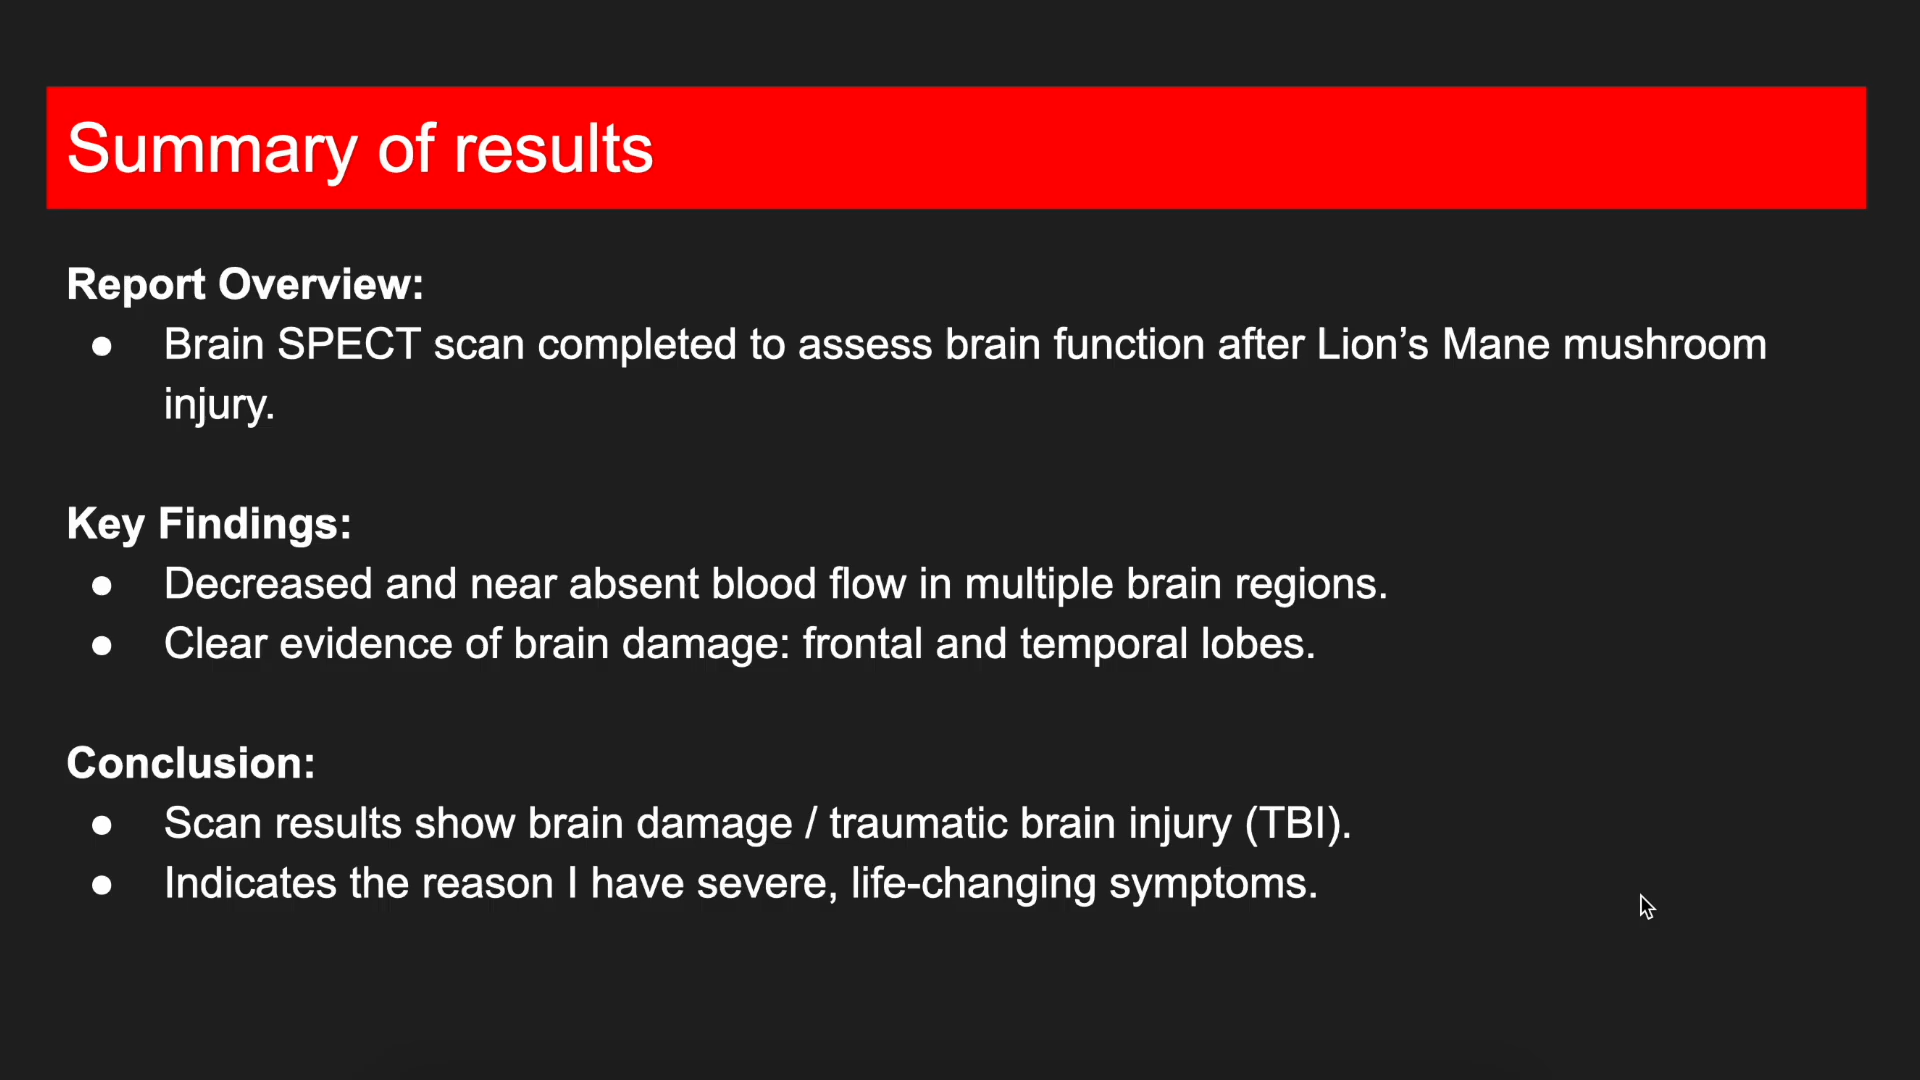 Summary of results
Report Overview:
● Brain SPECT scan completed to assess brain function after Lion’s Mane mushroom
injury.
Key Findings:
● Decreased and near absent blood flow in multiple brain regions.
● Clear evidence of brain damage: frontal and temporal lobes.
Conclusion:
● Scan results show brain damage / traumatic brain injury (TBI).
● Indicates the reason I have severe, life-changing symptoms.